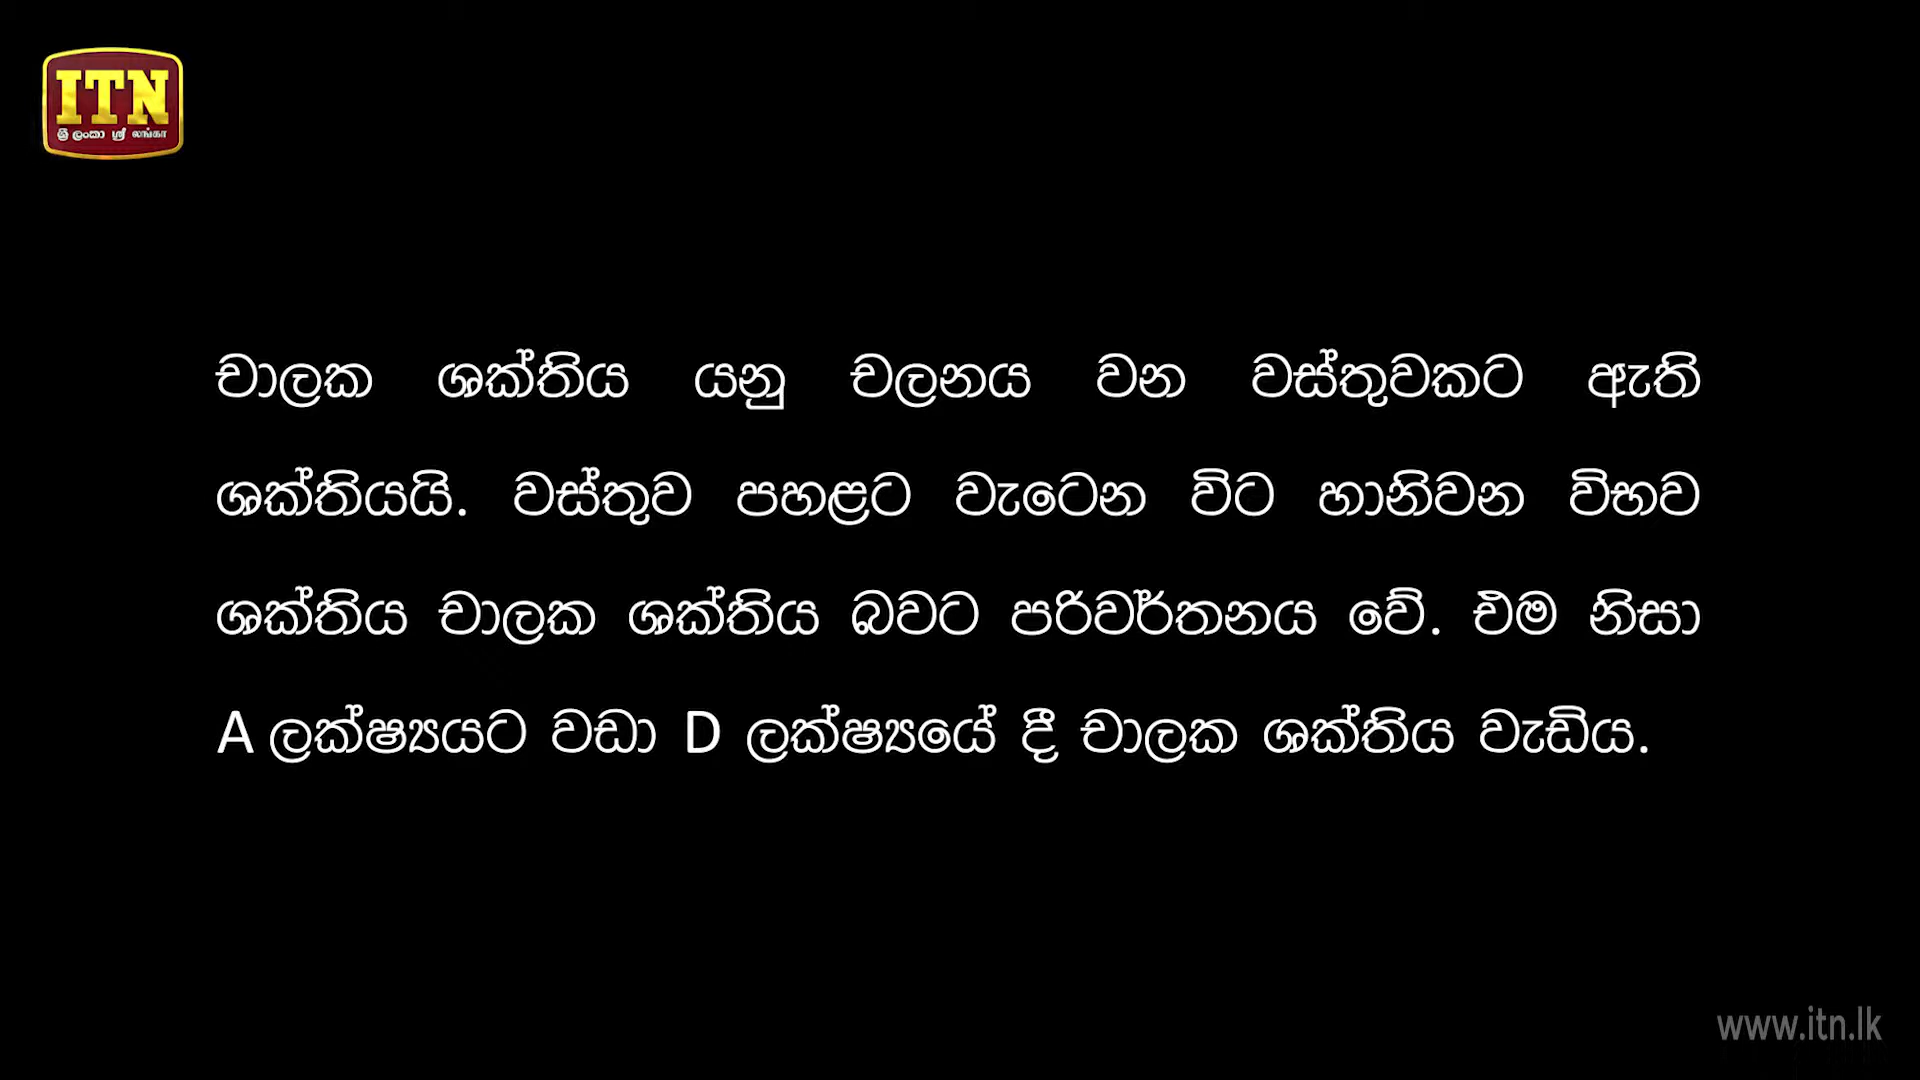 ITN
ශ්‍රී ලංකා ஸ்ரீ லங்கா
චාලක ශක්තිය යනු චලනය වන වස්තුවකට ඇති
ශක්තියයි. වස්තුව පහළට වැටෙන විට හානිවන විභව
ශක්තිය චාලක ශක්තිය බවට පරිවර්තනය වේ. එම නිසා
A ලක්ෂ්‍යයට වඩා D ලක්ෂ්‍යයේ දී චාලක ශක්තිය වැඩිය.
www.itn.lk